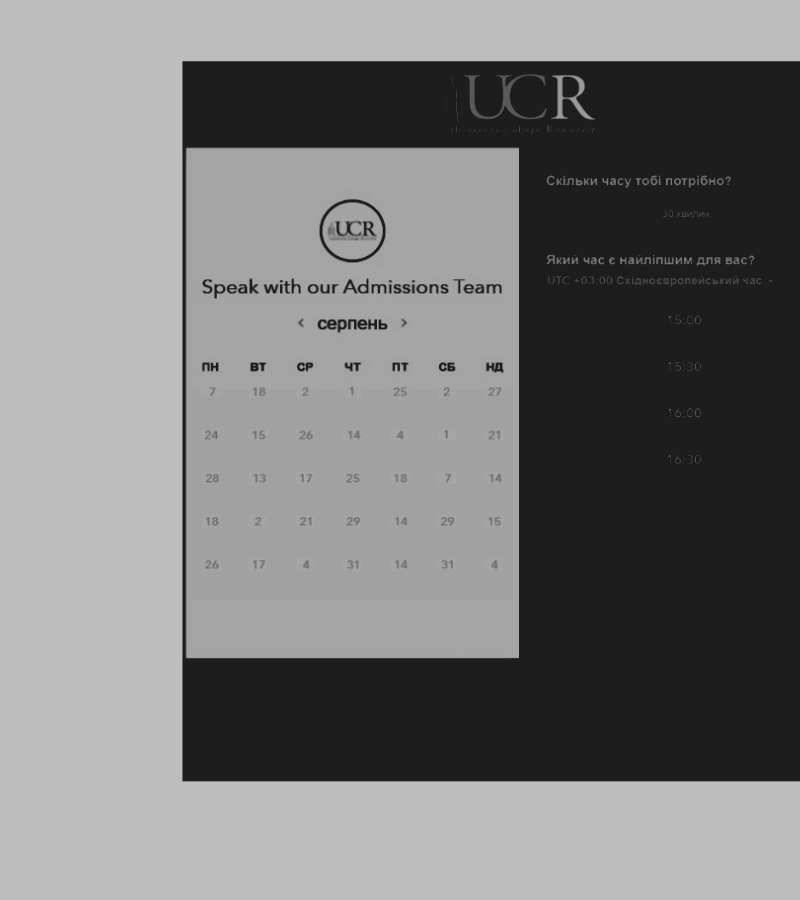 UCR
UCR
Speak with our Admissions Team
< серпень >
ПН ВТ СР ЧТ ПТ СБ НД
7 18 2 1 25 2 27
24 15 26 14 4 1 21
28 13 17 25 18 7 14
18 2 21 29 14 29 15
26 17 4 31 14 31 4
Скільки часу тобі потрібно?
30 хвилин
Який час є найліпшим для вас?
UTC +03:00 Східноєвропейський час
15:00
15:30
16:00
16:30